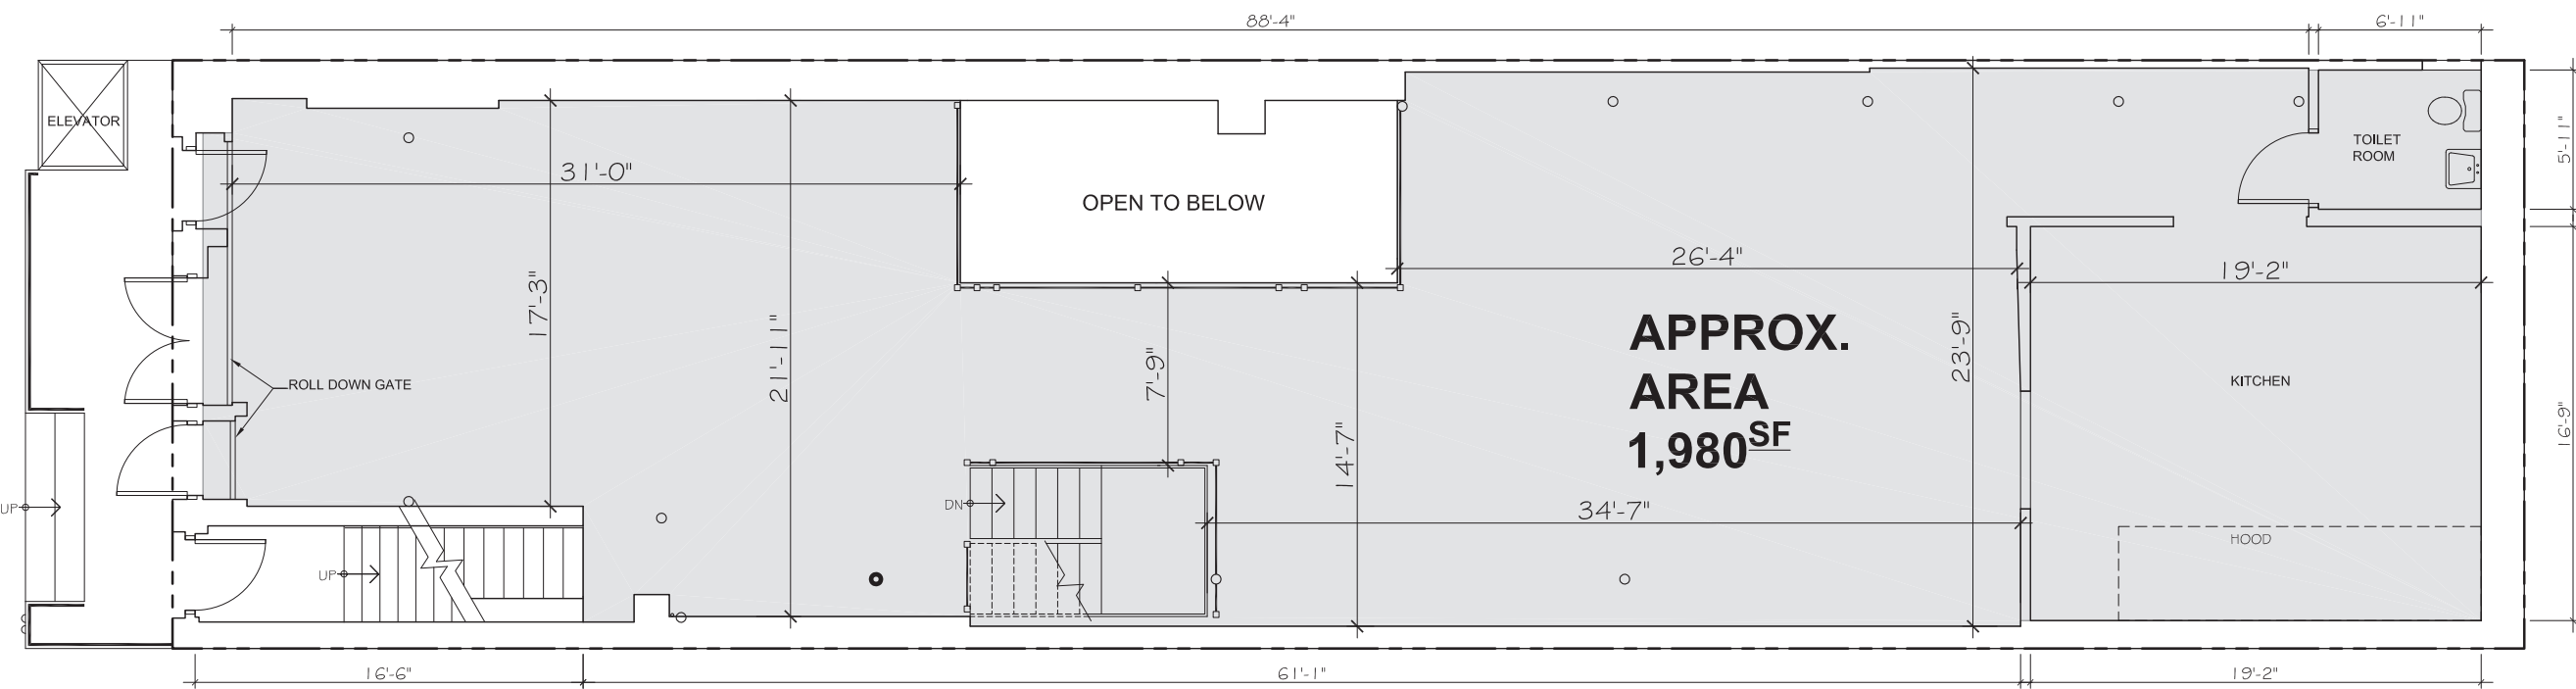 88'-4"
6'-11"
ELEVATOR
TOILET
ROOM
5'-11"
31'-0"
OPEN TO BELOW
26'-4"
19'-2"
17'-3"
21'-11"
7'-9"
14'-7"
23'-9"
APPROX.
AREA
1,980SF
ROLL DOWN GATE
KITCHEN
16'-9"
UP
DN
34'-7"
HOOD
UP
16'-6"
61'-1"
19'-2"